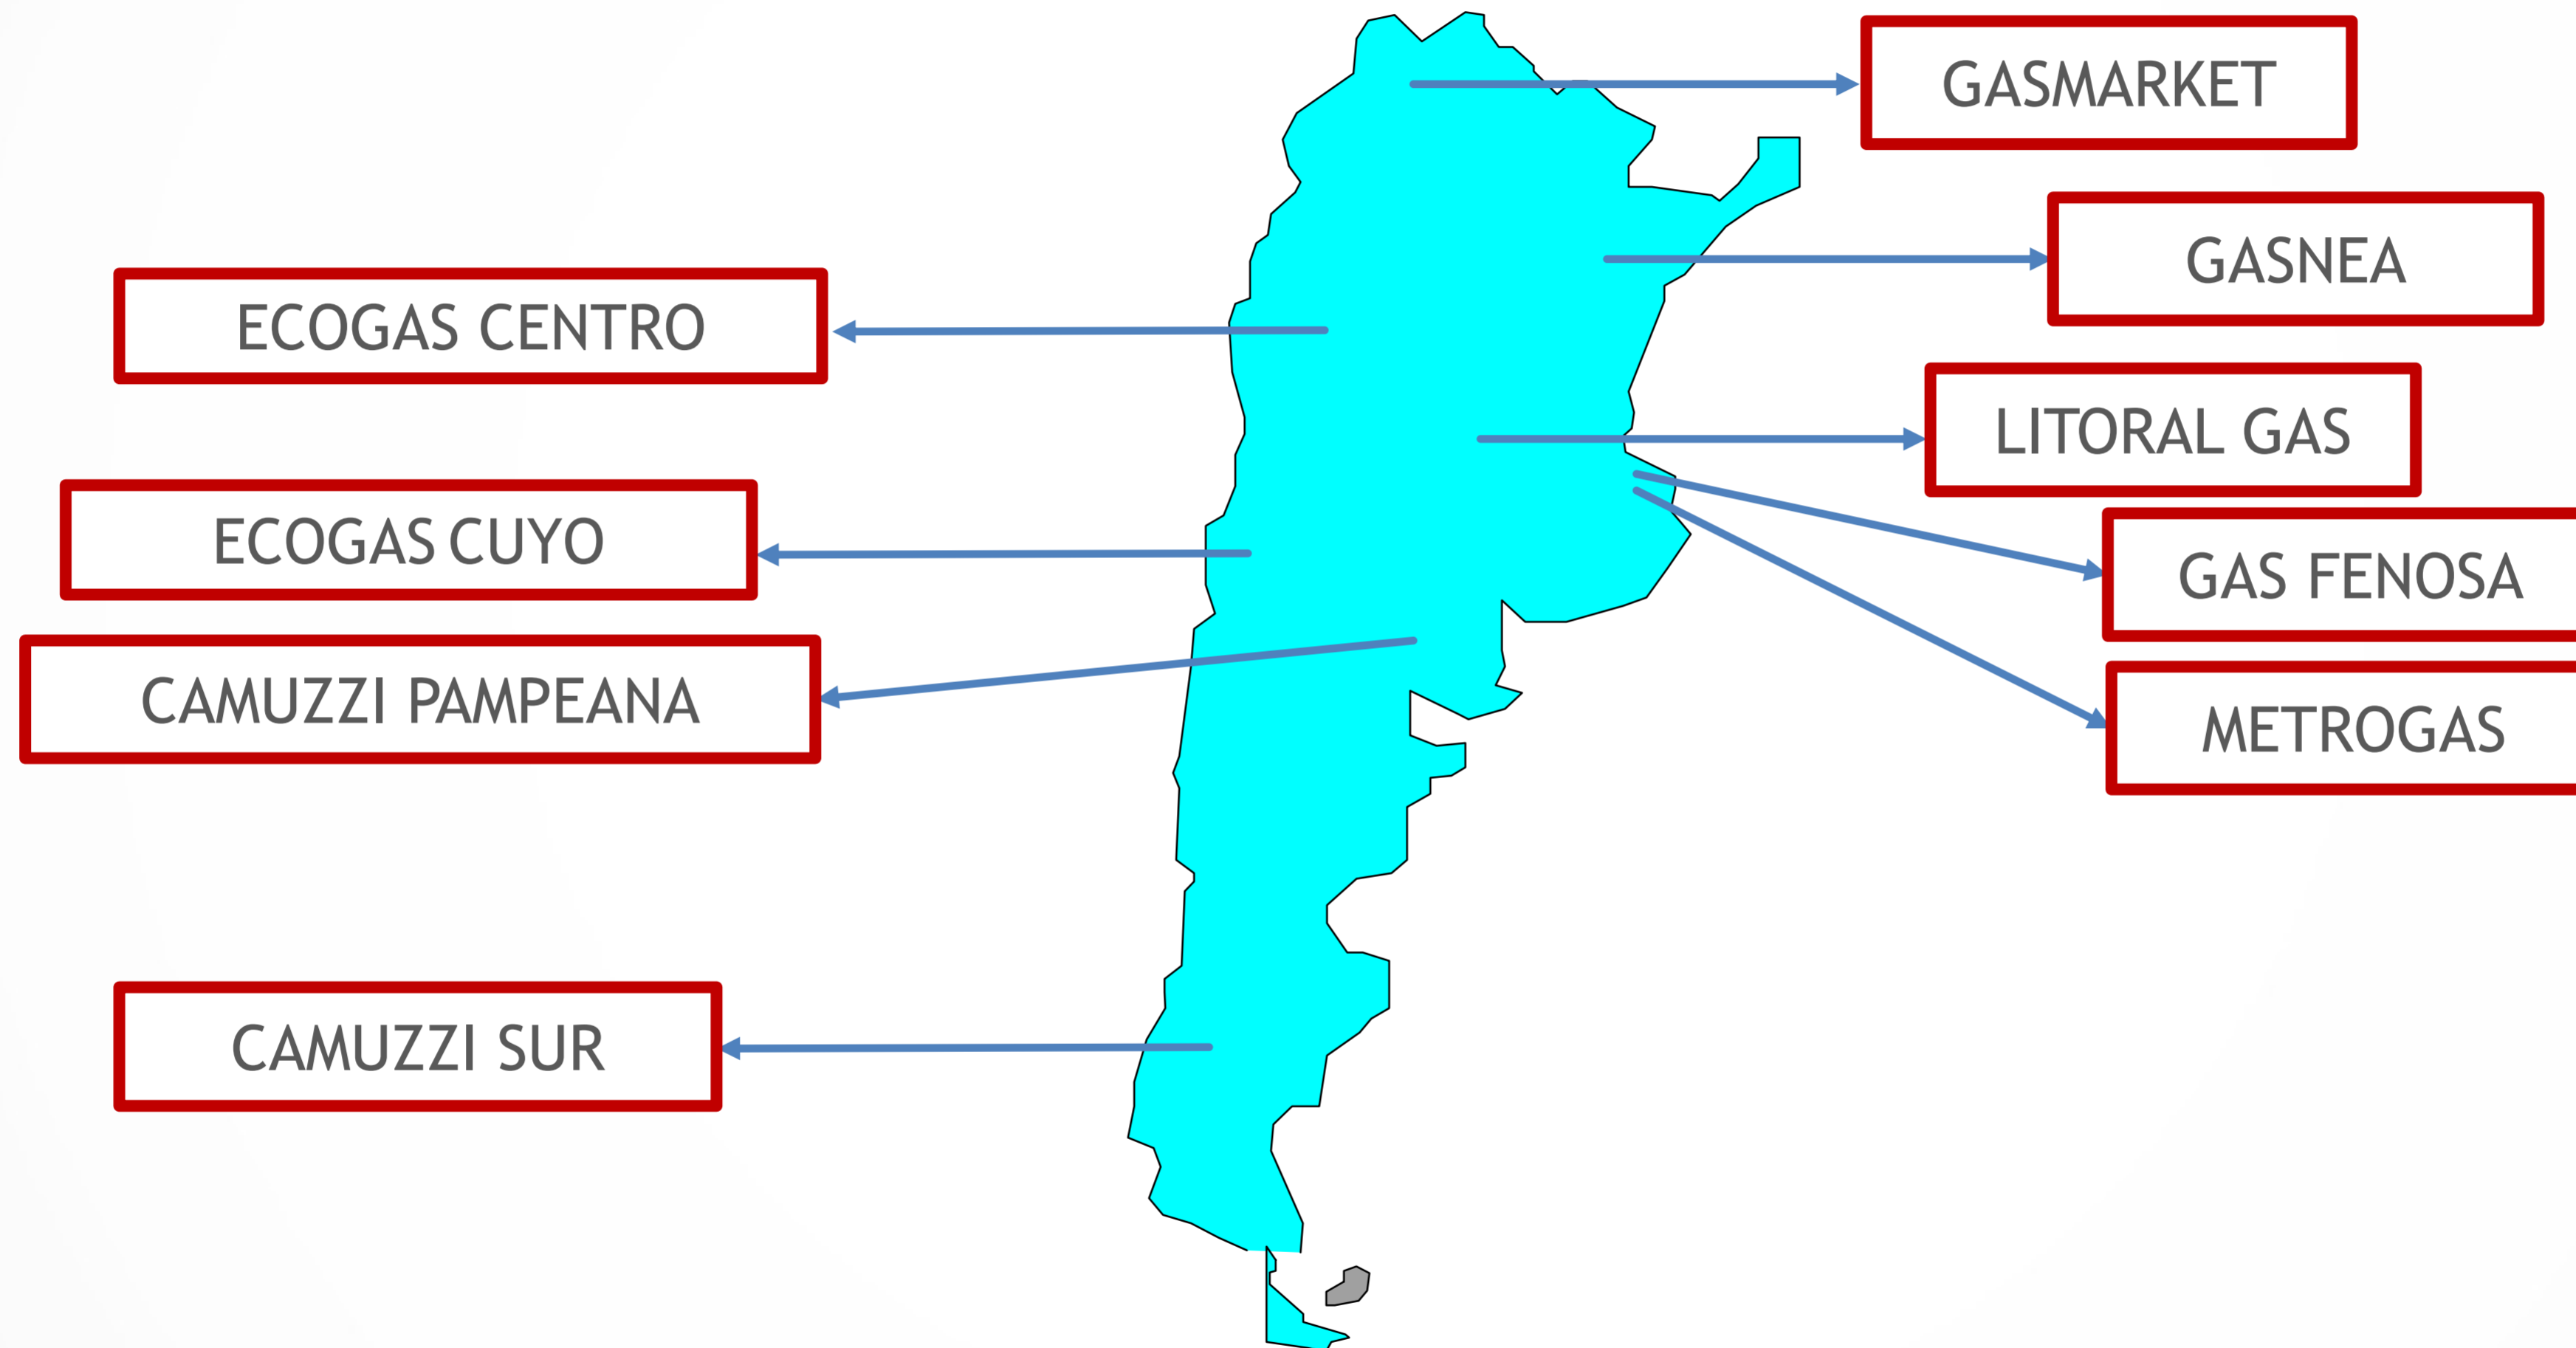 GASMARKET
GASNEA
ECOGAS CENTRO
LITORAL GAS
ECOGAS CUYO
GAS FENOSA
CAMUZZI PAMPEANA
METROGAS
CAMUZZI SUR